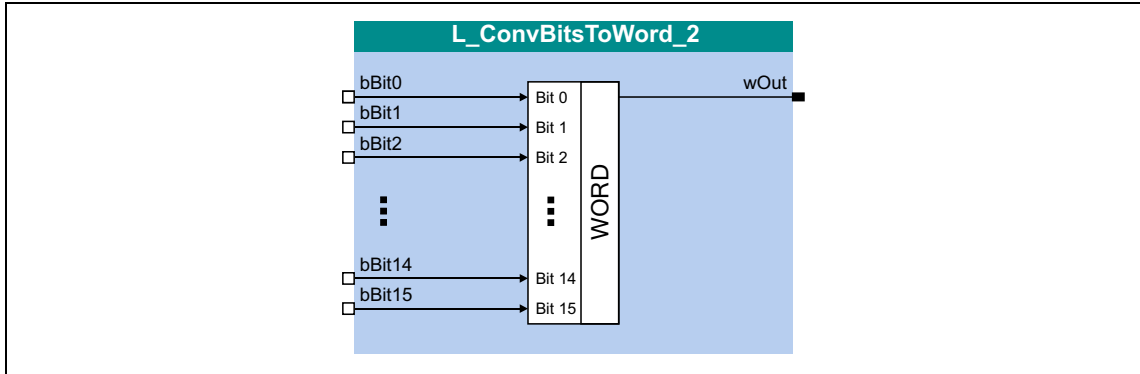 L_ConvBitsToWord_2
bBit0
Bit 0
wOut
bBit1
Bit 1
bBit2
Bit 2
WORD
bBit14
Bit 14
bBit15
Bit 15